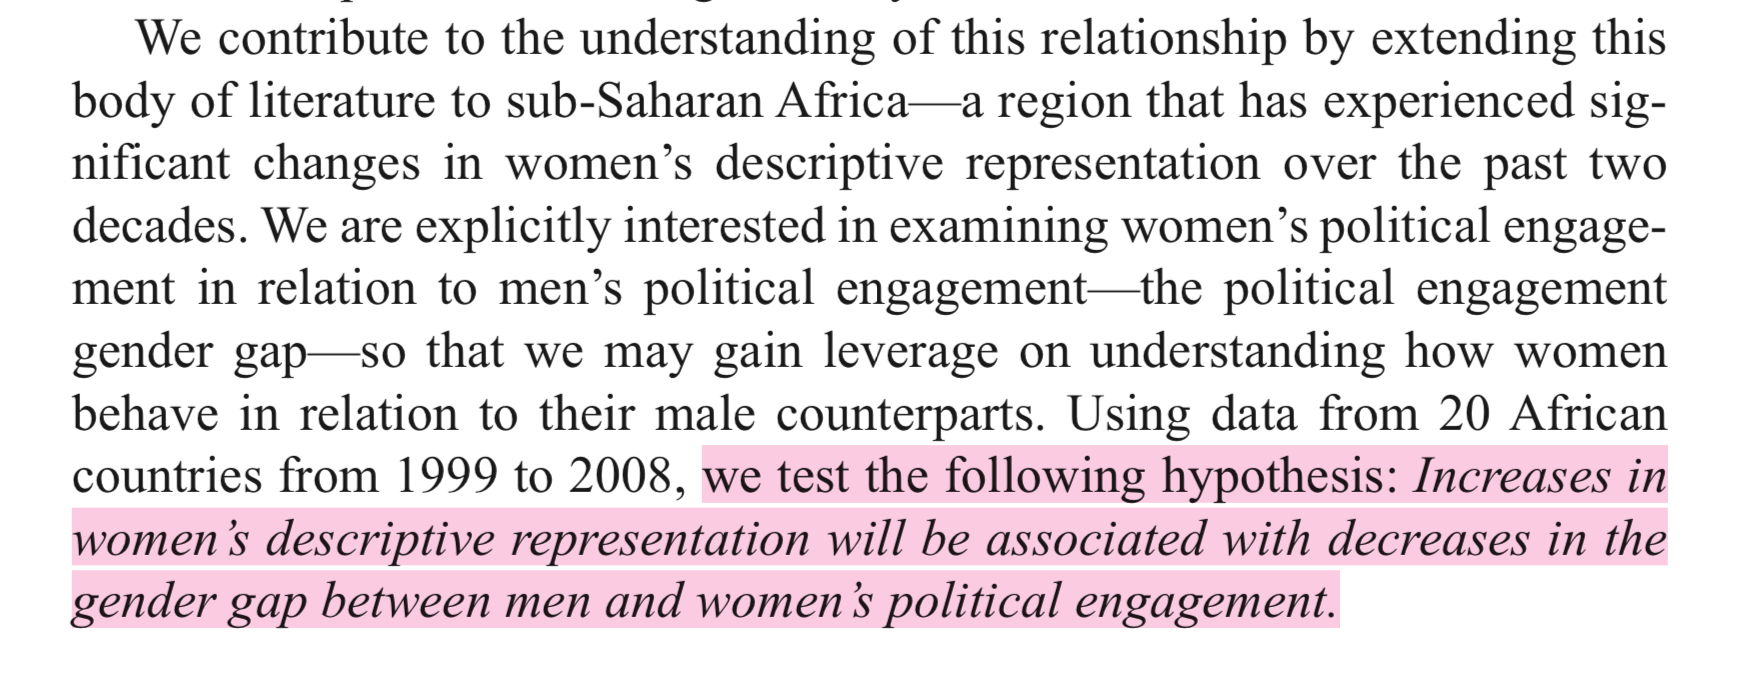 We contribute to the understanding of this relationship by extending this
body of literature to sub-Saharan Africa—a region that has experienced sig-
nificant changes in women’s descriptive representation over the past two
decades. We are explicitly interested in examining women’s political engage-
ment in relation to men’s political engagement—the political engagement
gender gap—so that we may gain leverage on understanding how women
behave in relation to their male counterparts. Using data from 20 African
countries from 1999 to 2008, we test the following hypothesis: Increases in
women’s descriptive representation will be associated with decreases in the
gender gap between men and women’s political engagement.